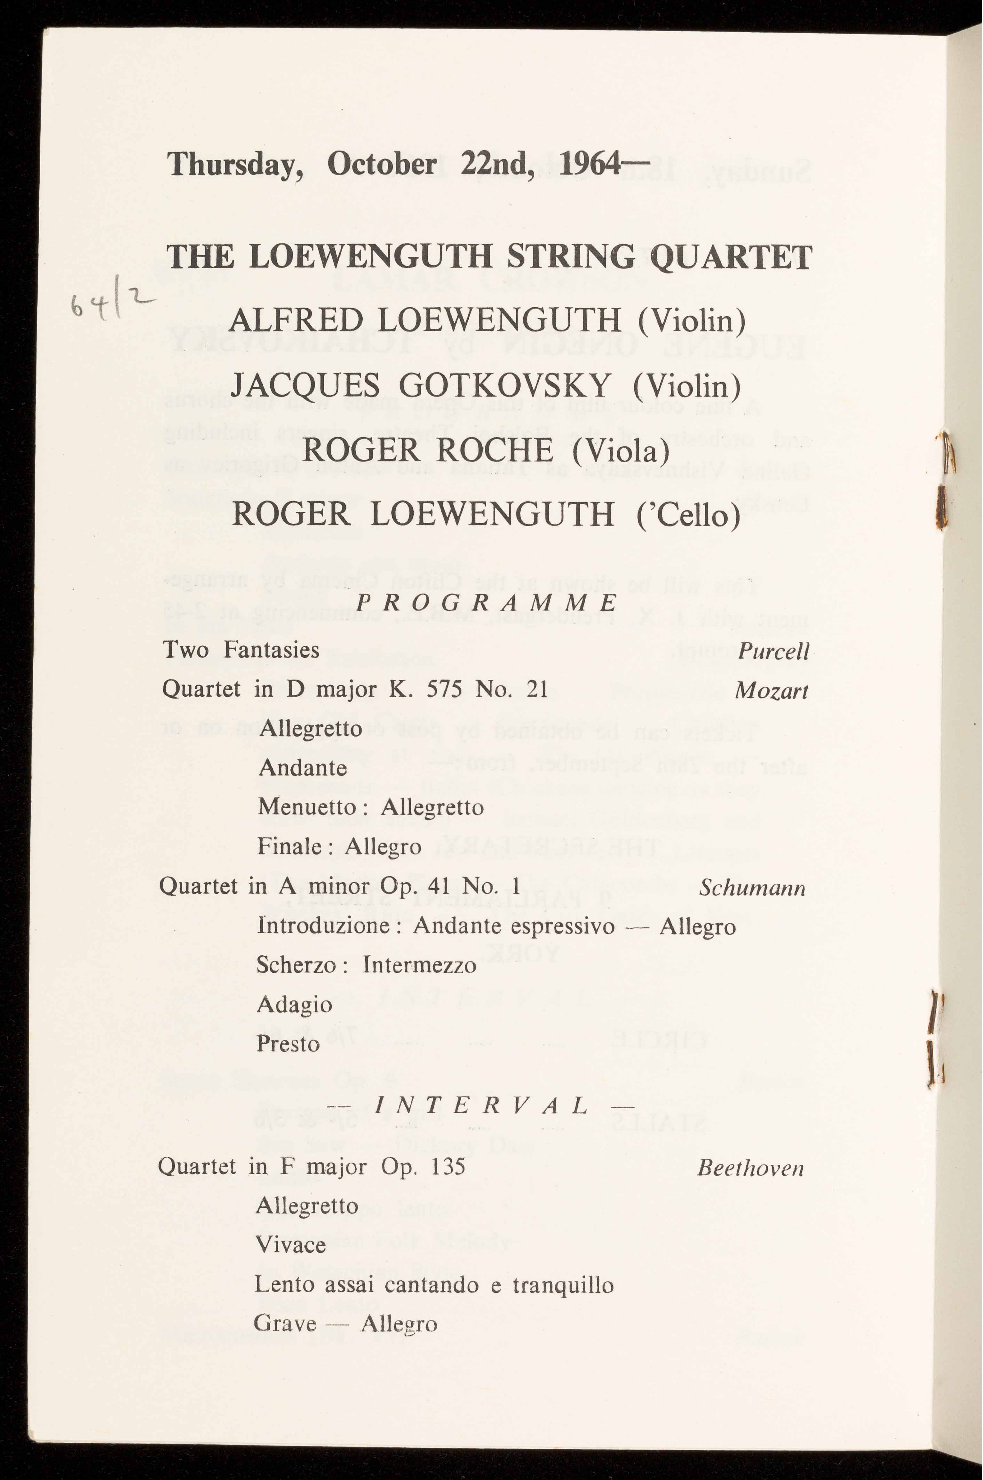 Thursday, October 22nd, 1964—
THE LOEWENGUTH STRING QUARTET
64/2
ALFRED LOEWENGUTH (Violin)
JACQUES GOTKOVSKY (Violin)
ROGER ROCHE (Viola)
ROGER LOEWENGUTH (’Cello)
PROGRAMME
Two Fantasies Purcell
Quartet in D major K. 575 No. 21 Mozart
Allegretto
Andante
Menuetto : Allegretto
Finale : Allegro
Quartet in A minor Op. 41 No. 1 Schumann
Introduzione : Andante espressivo — Allegro
Scherzo : Intermezzo
Adagio
Presto
— INTERVAL —
Quartet in F major Op. 135 Beethoven
Allegretto
Vivace
Lento assai cantando e tranquillo
Grave — Allegro